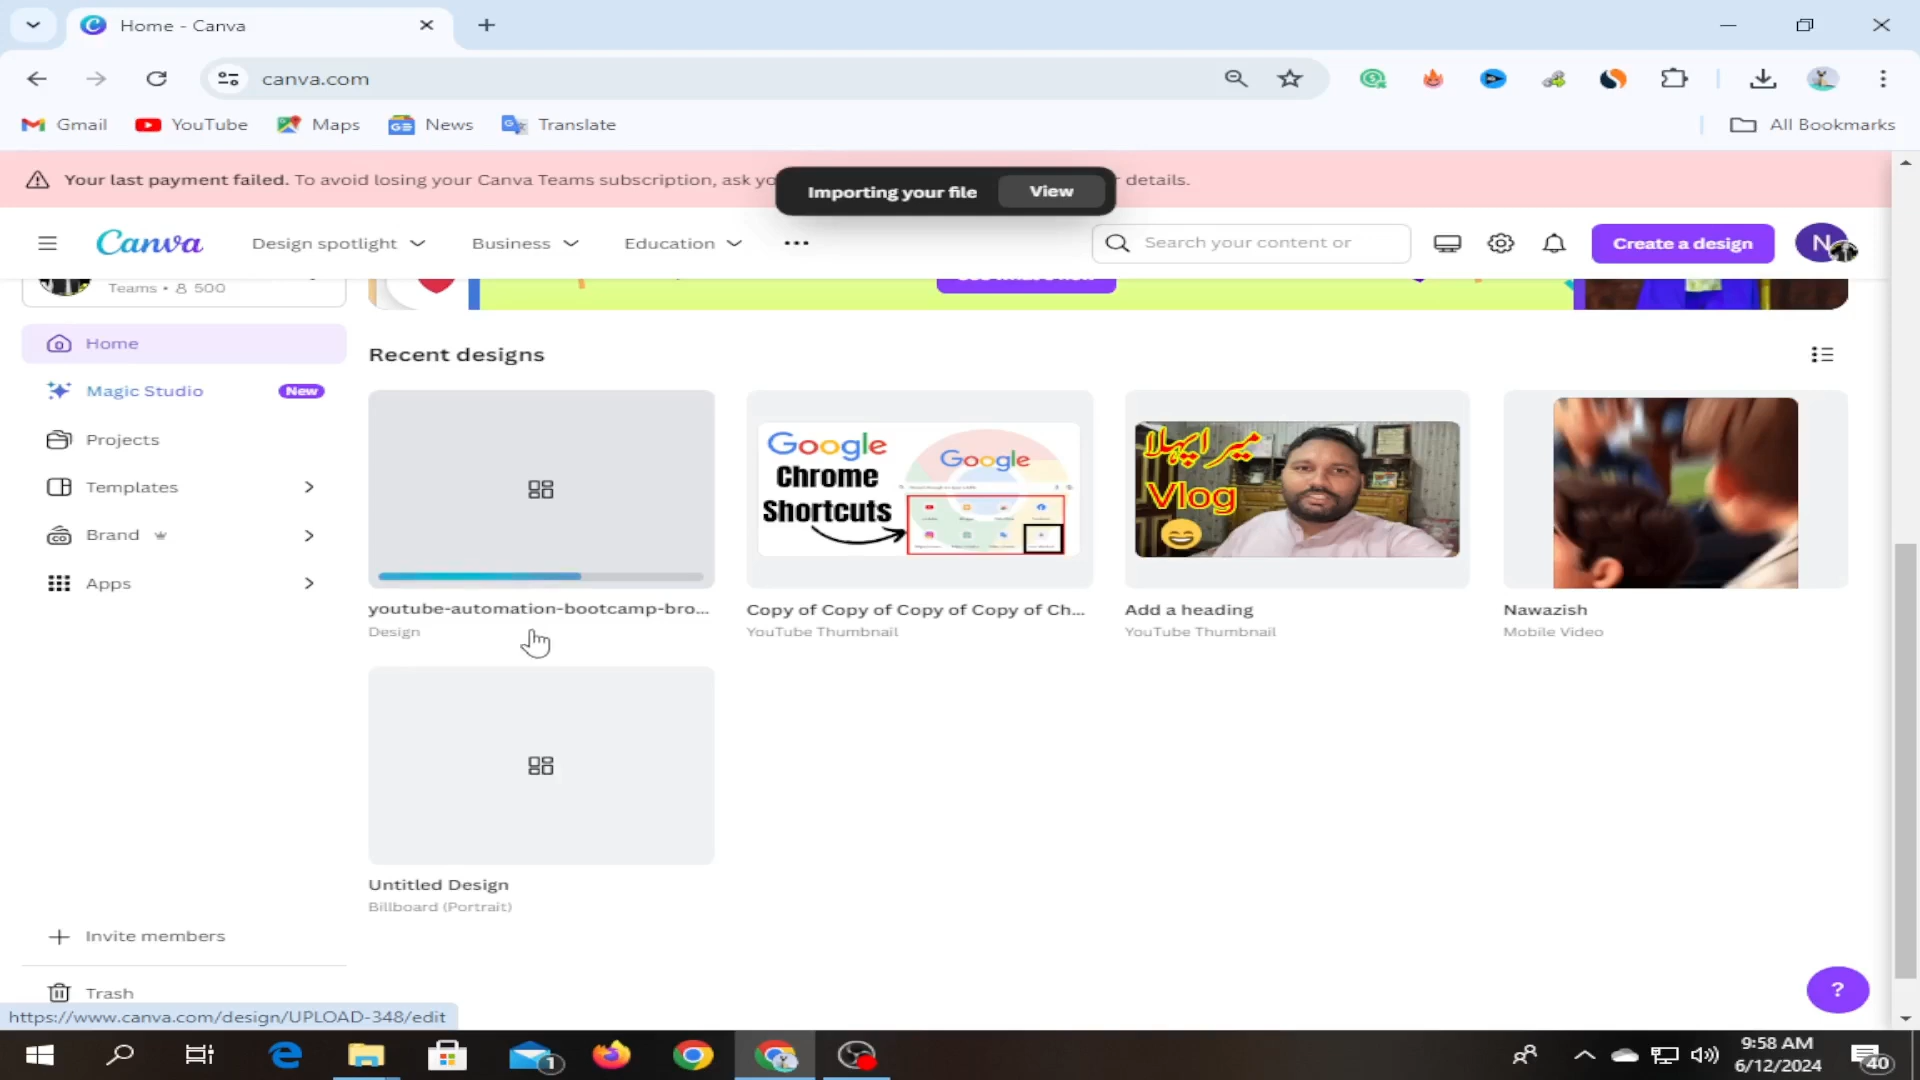 Home - Canva
canva.com
Gmail
YouTube
Maps
News
Translate
All Bookmarks
Your last payment failed. To avoid losing your Canva Teams subscription, ask
details.
Importing your file
View
Canva
Design spotlight
Business
Education
Search your content or
Create a design
N
Teams • 500
Home
Magic Studio
New
Projects
Templates
Brand
Apps
Invite members
Trash
Recent designs
Google
Chrome
Shortcuts
Google
میرا پہلا
Vlog
youtube-automation-bootcamp-bro...
Design
Copy of Copy of Copy of Copy of Ch...
YouTube Thumbnail
Add a heading
YouTube Thumbnail
Nawazish
Mobile Video
Untitled Design
Billboard (Portrait)
?
https://www.canva.com/design/UPLOAD-348/edit
1
9:58 AM
6/12/2024
40